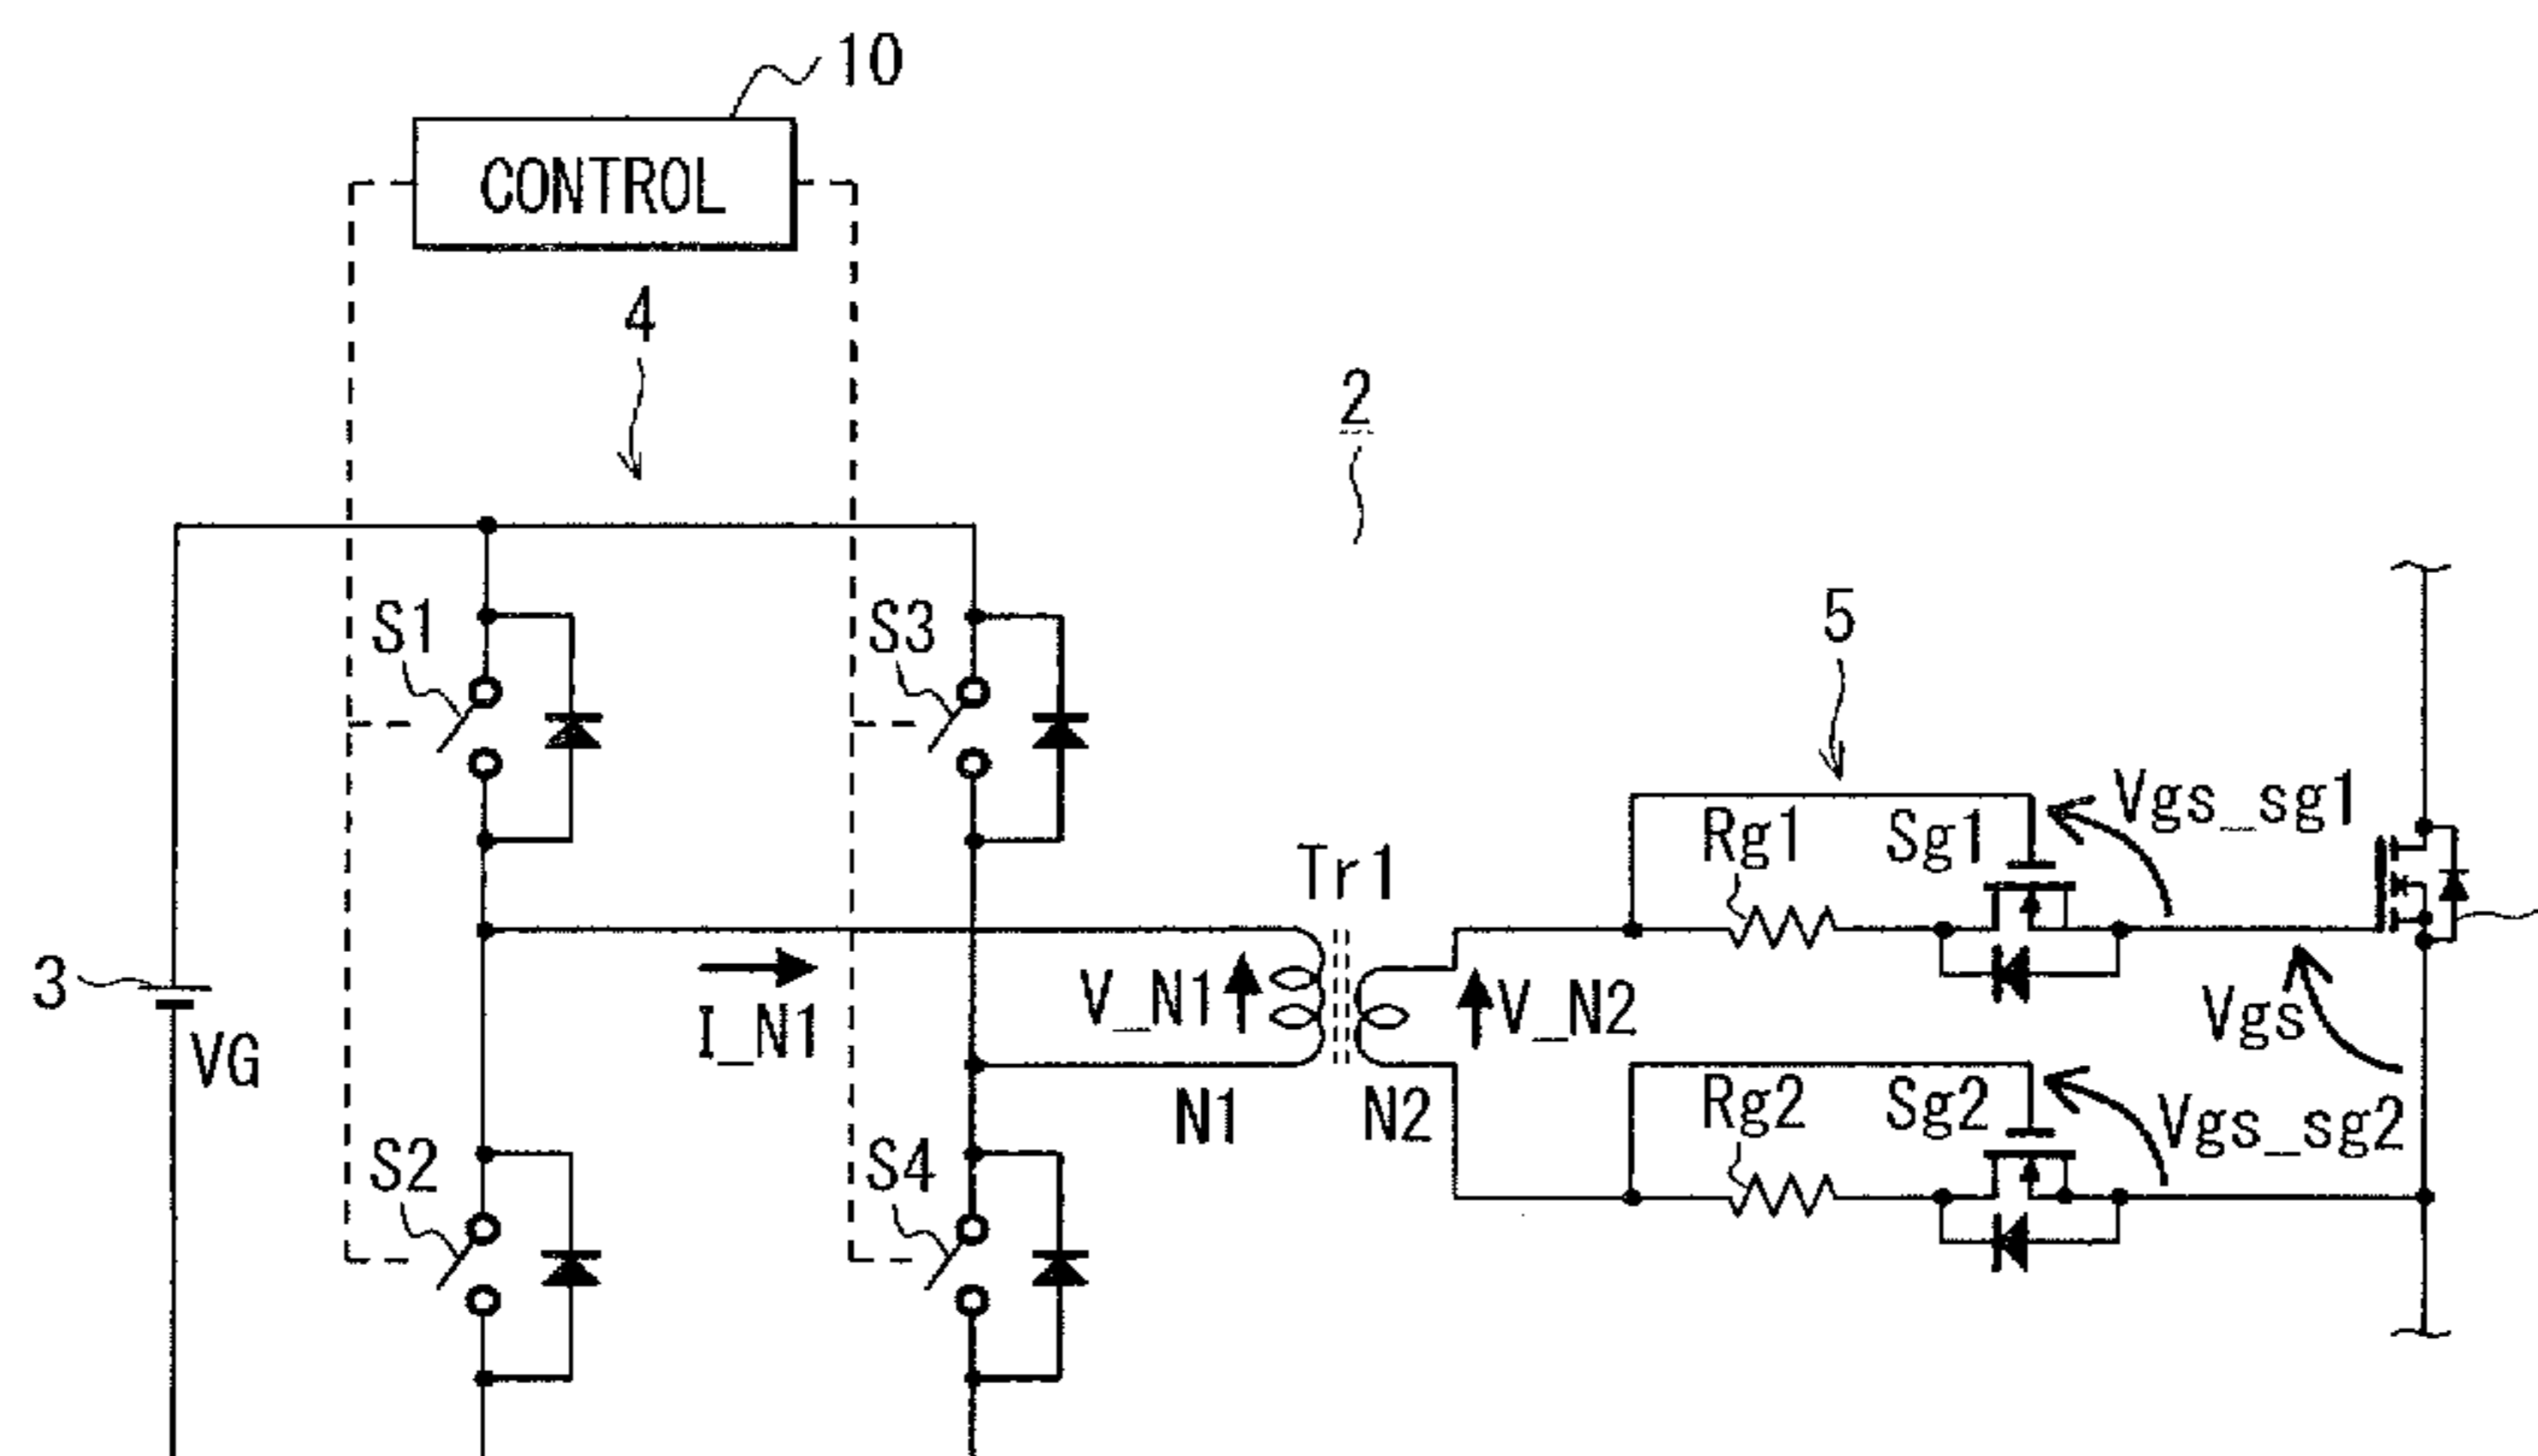 10
CONTROL
4
2
S1
S3
5
Vgs_sg1
Rg1
Sg1
Tr1
3
VG
I_N1
V_N1
V_N2
Vgs
N1
N2
Rg2
Sg2
Vgs_sg2
S2
S4